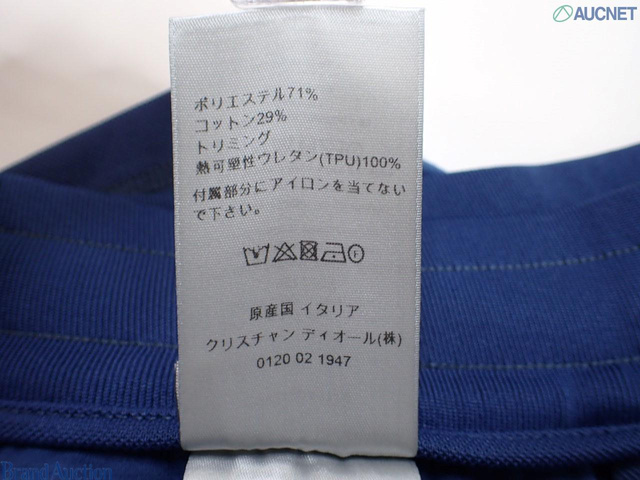 AUCNET
ポリエステル71%
コットン29%
トリミング
熱可塑性ウレタン(TPU)100%
付属部分にアイロンを当てない
で下さい。
F
原産国 イタリア
クリスチャン ディオール(株)
0120 02 1947
Brand Auction